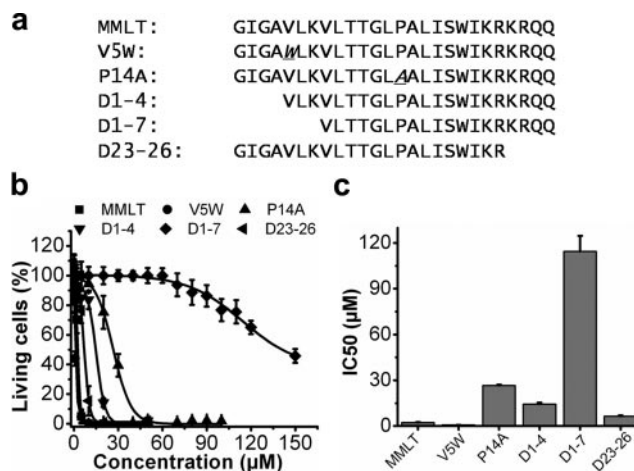 a
MMLT: GIGAVLKVLTTGLPALISWIKRKRQQ
V5W: GIGAWLKVLTTGLPALISWIKRKRQQ
P14A: GIGAVLKVLTTGLAALISWIKRKRQQ
D1-4: VLKVLTTGLPALISWIKRKRQQ
D1-7: VLTTGLPALISWIKRKRQQ
D23-26: GIGAVLKVLTTGLPALISWIKR
b
MMLT V5W P14A
D1-4 D1-7 D23-26
Living cells (%)
120
100
80
60
40
20
0
0 30 60 90 120 150
Concentration (µM)
c
IC50 (µM)
120
90
60
30
0
MMLT V5W P14A D1-4 D1-7 D23-26